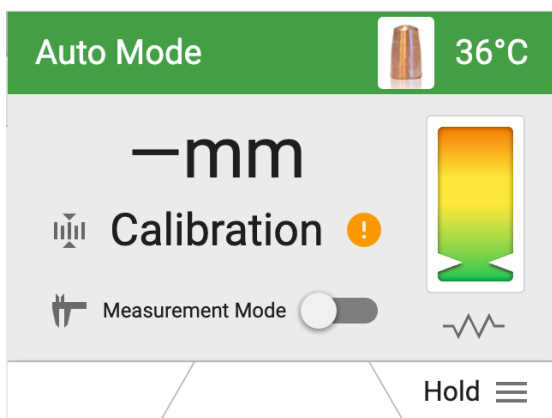 Auto Mode
36°C
—mm
Calibration
Measurement Mode
Hold